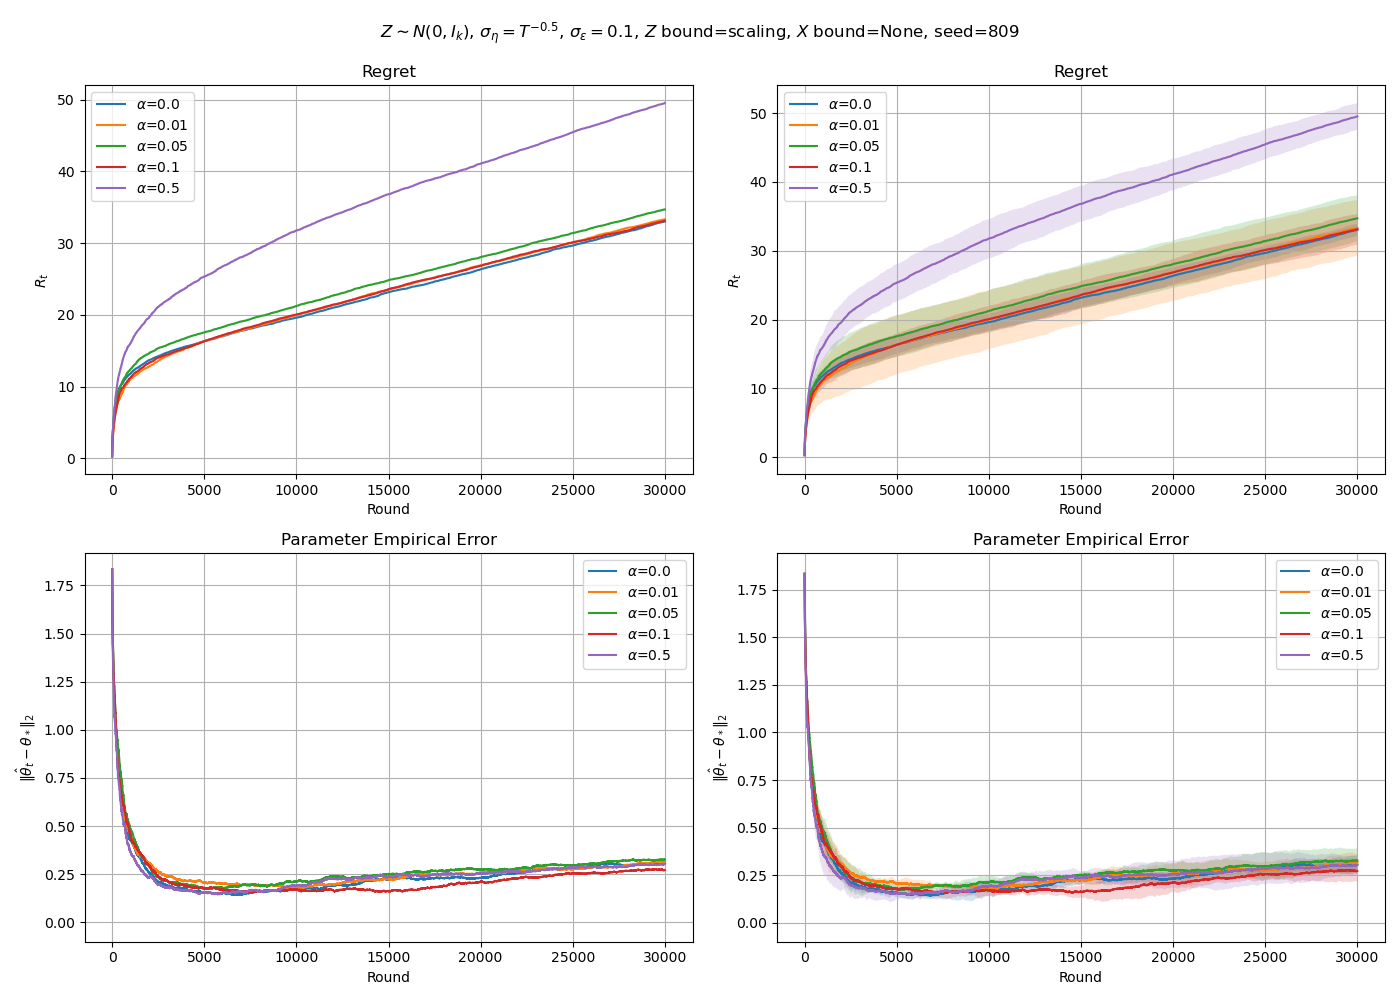 Z ∼ N(0, I_k), σ_η = T^{−0.5}, σ_ε = 0.1, Z bound=scaling, X bound=None, seed=809
Regret
R_t
50
40
30
20
10
0
α=0.0
α=0.01
α=0.05
α=0.1
α=0.5
0 5000 10000 15000 20000 25000 30000
Round
Regret
R_t
50
40
30
20
10
0
α=0.0
α=0.01
α=0.05
α=0.1
α=0.5
0 5000 10000 15000 20000 25000 30000
Round
Parameter Empirical Error
‖θ̂_t − θ_*‖_2
1.75
1.50
1.25
1.00
0.75
0.50
0.25
0.00
α=0.0
α=0.01
α=0.05
α=0.1
α=0.5
0 5000 10000 15000 20000 25000 30000
Round
Parameter Empirical Error
‖θ̂_t − θ_*‖_2
1.75
1.50
1.25
1.00
0.75
0.50
0.25
0.00
α=0.0
α=0.01
α=0.05
α=0.1
α=0.5
0 5000 10000 15000 20000 25000 30000
Round